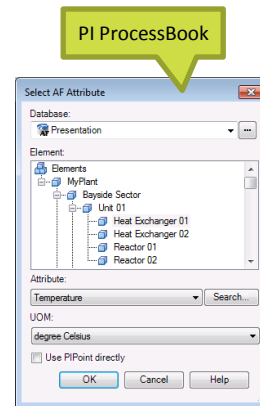 PI ProcessBook
Select AF Attribute
Database:
Presentation
...
Element:
Elements
MyPlant
Bayside Sector
Unit 01
Heat Exchanger 01
Heat Exchanger 02
Reactor 01
Reactor 02
Attribute:
Temperature Search...
UOM:
degree Celsius
Use PIPoint directly
OK Cancel Help